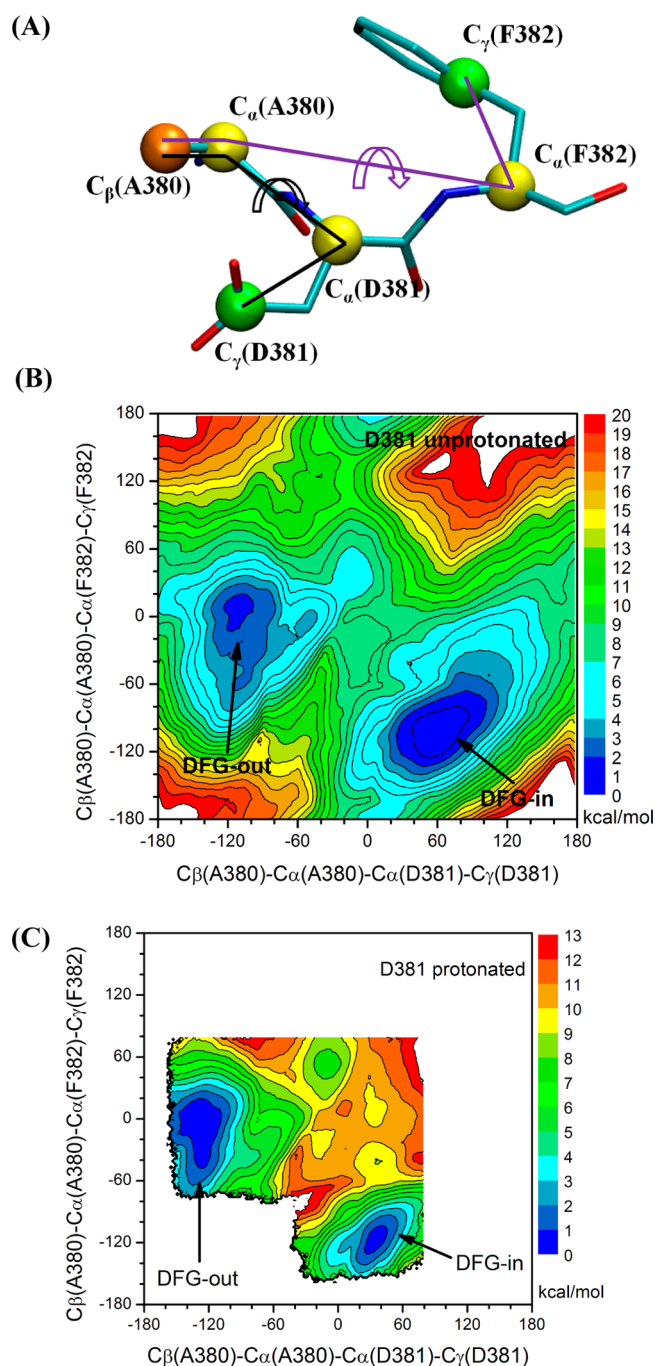 (A)
Cγ(F382)
Cα(A380)
Cα(F382)
Cβ(A380)
Cα(D381)
Cγ(D381)
(B)
Cβ(A380)-Cα(A380)-Cα(F382)-Cγ(F382)
180
120
60
0
-60
-120
-180
D381 unprotonated
DFG-out
DFG-in
-180 -120 -60 0 60 120 180
Cβ(A380)-Cα(A380)-Cα(D381)-Cγ(D381)
20
19
18
17
16
15
14
13
12
11
10
9
8
7
6
5
4
3
2
1
0
kcal/mol
(C)
Cβ(A380)-Cα(A380)-Cα(F382)-Cγ(F382)
180
120
60
0
-60
-120
-180
D381 protonated
DFG-out
DFG-in
-180 -120 -60 0 60 120 180
Cβ(A380)-Cα(A380)-Cα(D381)-Cγ(D381)
13
12
11
10
9
8
7
6
5
4
3
2
1
0
kcal/mol